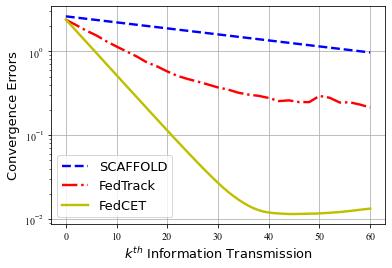 Convergence Errors
10⁰
10⁻¹
10⁻²
SCAFFOLD
FedTrack
FedCET
0 10 20 30 40 50 60
kᵗʰ Information Transmission